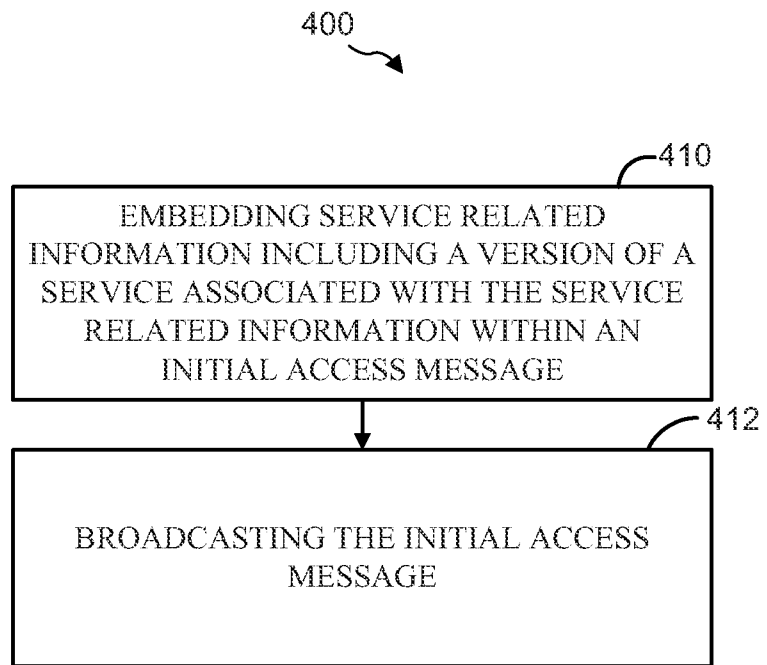 400
410
EMBEDDING SERVICE RELATED
INFORMATION INCLUDING A VERSION OF A
SERVICE ASSOCIATED WITH THE SERVICE
RELATED INFORMATION WITHIN AN
INITIAL ACCESS MESSAGE
412
BROADCASTING THE INITIAL ACCESS
MESSAGE